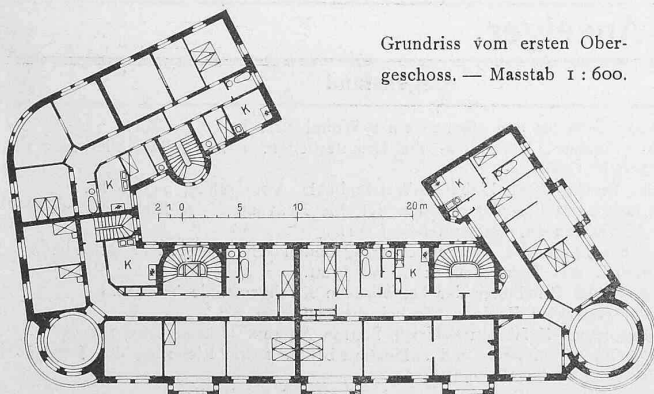 Grundriss vom ersten Ober-
geschoss. — Masstab 1 : 600.
K
K
K
K
2 1 0 5 10 20 m
K
K